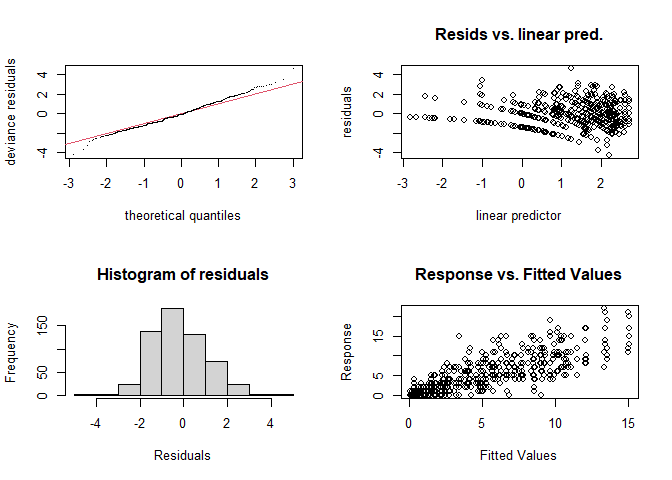 deviance residuals
-4 0 2 4
-3 -2 -1 0 1 2 3
theoretical quantiles
Resids vs. linear pred.
residuals
-4 0 2 4
-3 -2 -1 0 1 2
linear predictor
Histogram of residuals
Frequency
0 50 150
-4 -2 0 2 4
Residuals
Response vs. Fitted Values
Response
0 5 15
0 5 10 15
Fitted Values